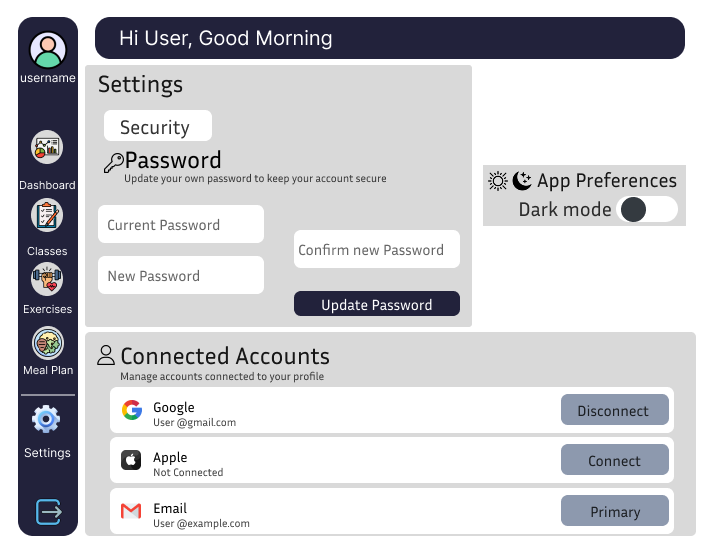 Hi User, Good Morning
username
Dashboard
Classes
Exercises
Meal Plan
Settings
Settings
Security
Password
Update your own password to keep your account secure
Current Password
New Password
Confirm new Password
Update Password
App Preferences
Dark mode
Connected Accounts
Manage accounts connected to your profile
Google
User @gmail.com
Disconnect
Apple
Not Connected
Connect
Email
User @example.com
Primary